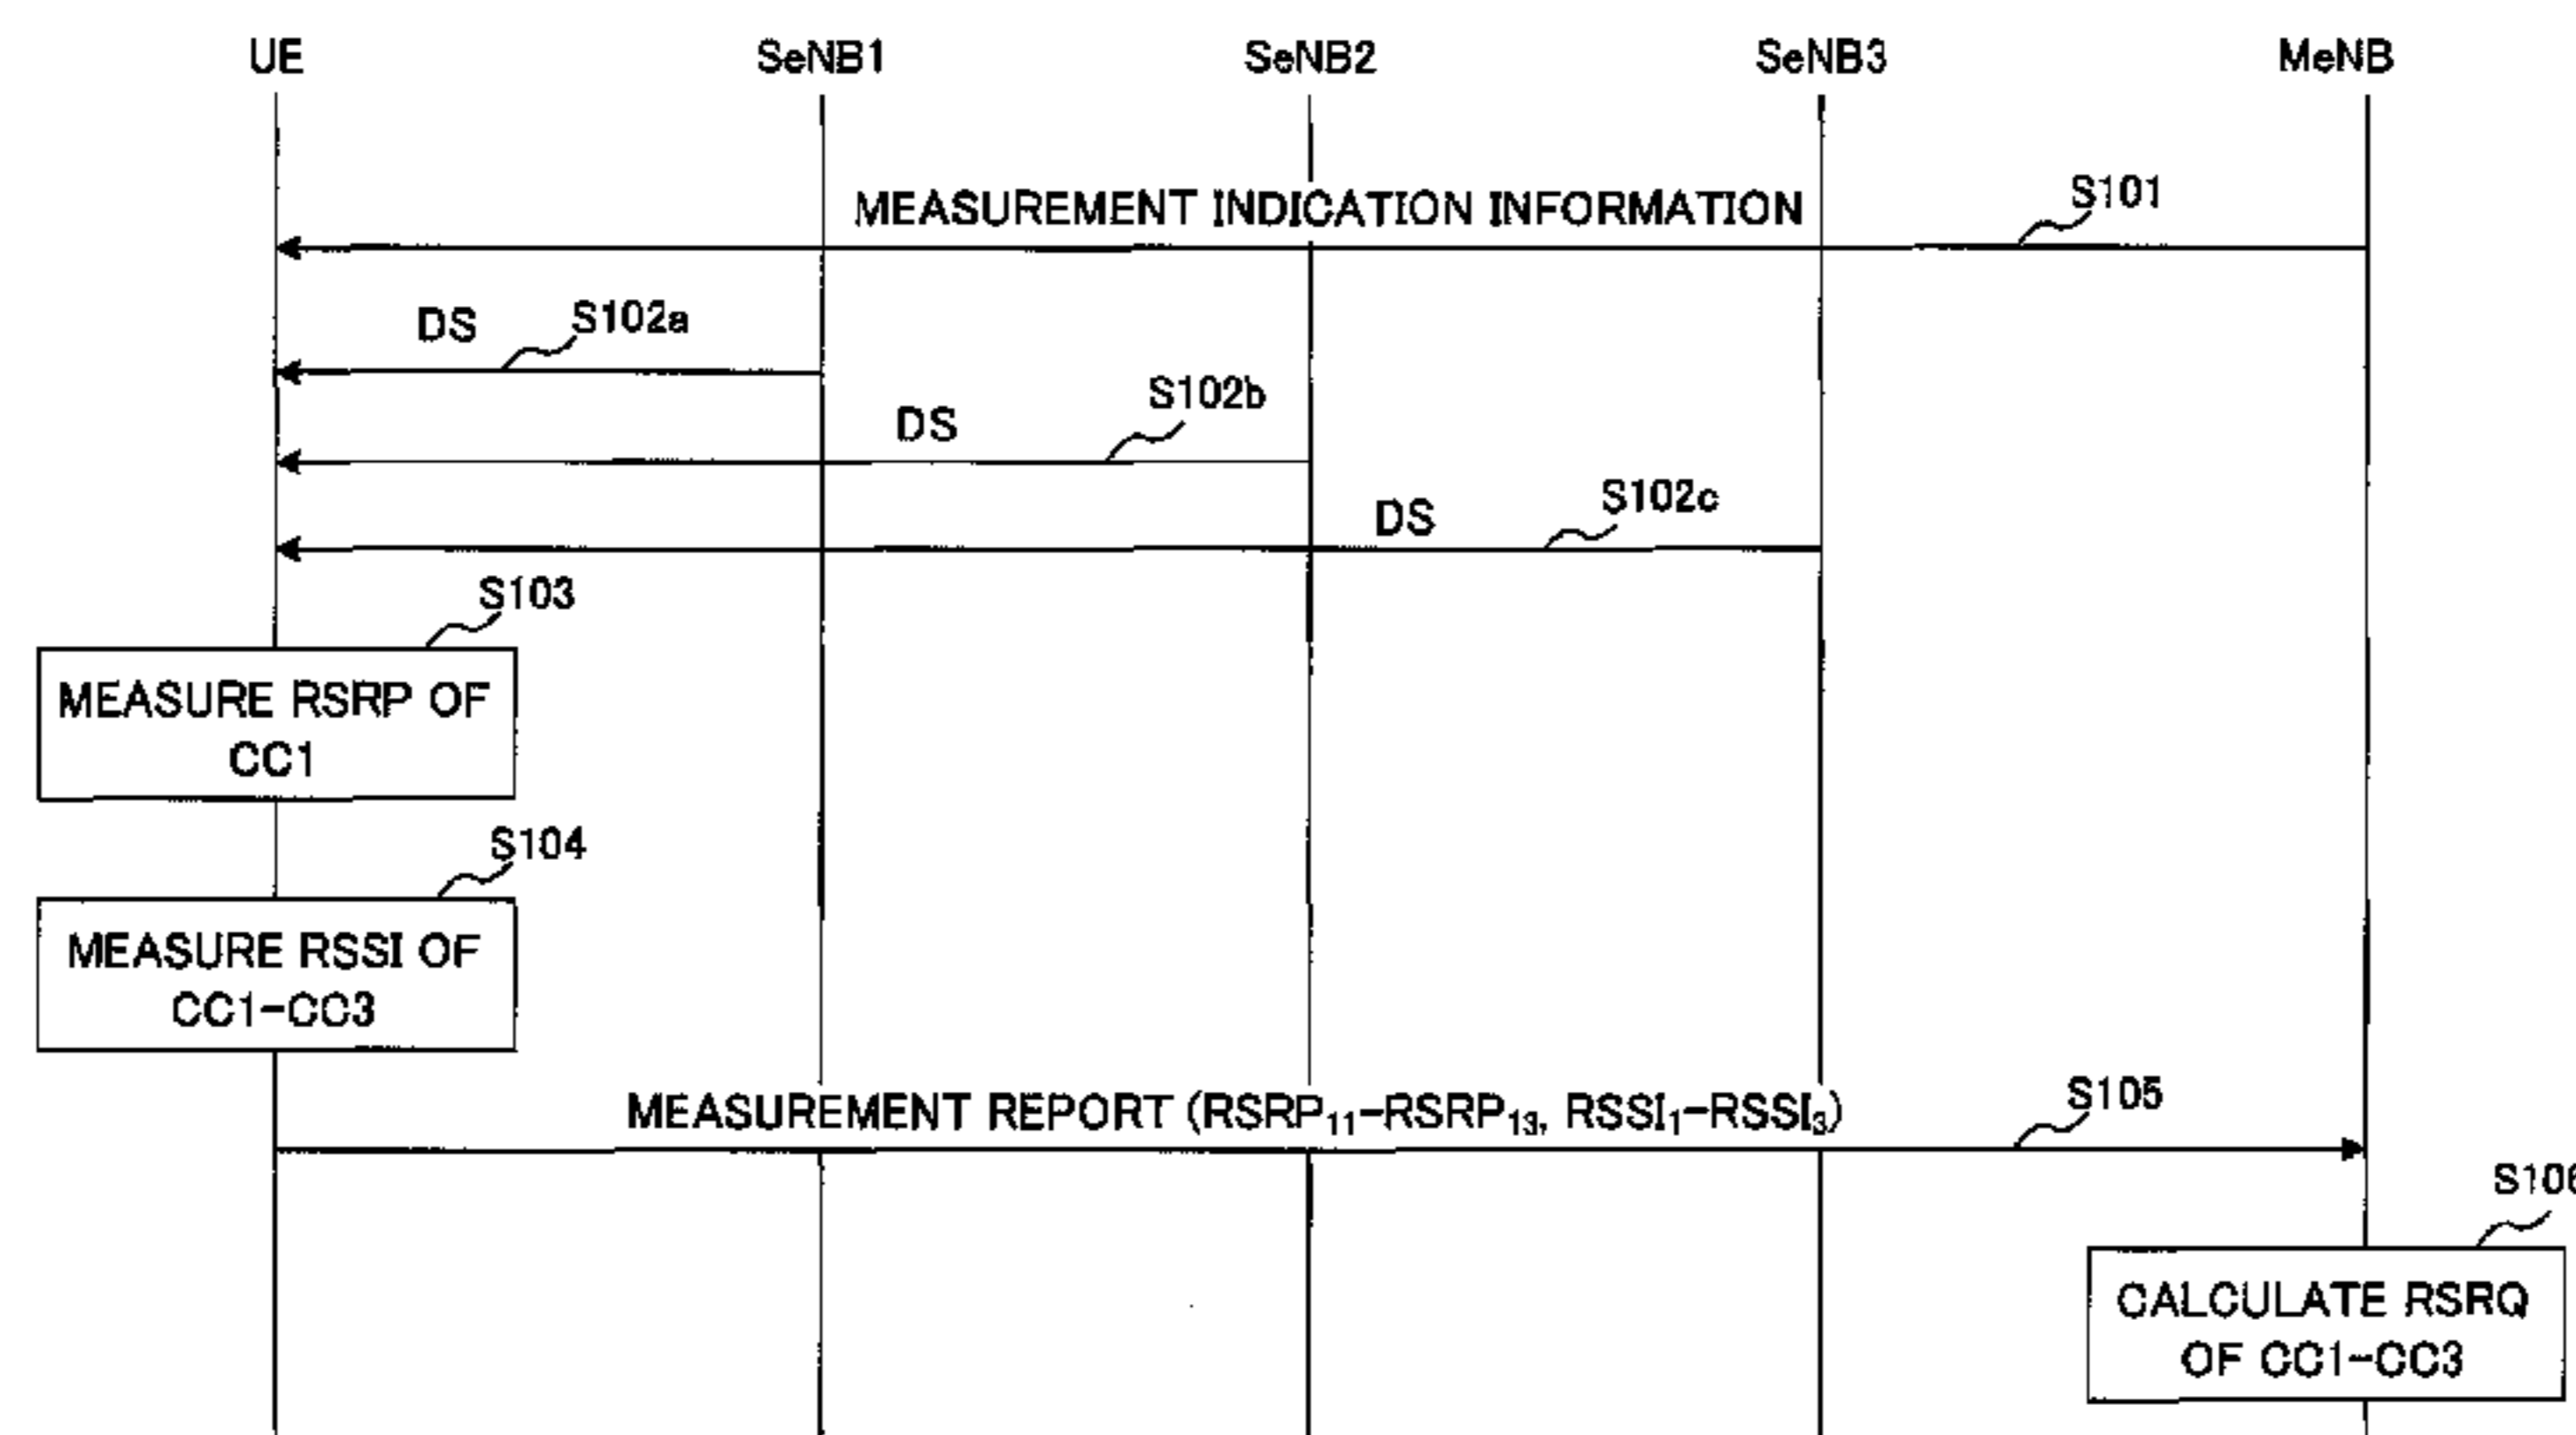 UE SeNB1 SeNB2 SeNB3 MeNB
S101
MEASUREMENT INDICATION INFORMATION
DS S102a
DS S102b
DS S102c
S103
MEASURE RSRP OF
CC1
S104
MEASURE RSSI OF
CC1-CC3
MEASUREMENT REPORT (RSRP₁₁-RSRP₁₃, RSSI₁-RSSI₃) S105
S106
CALCULATE RSRQ
OF CC1-CC3